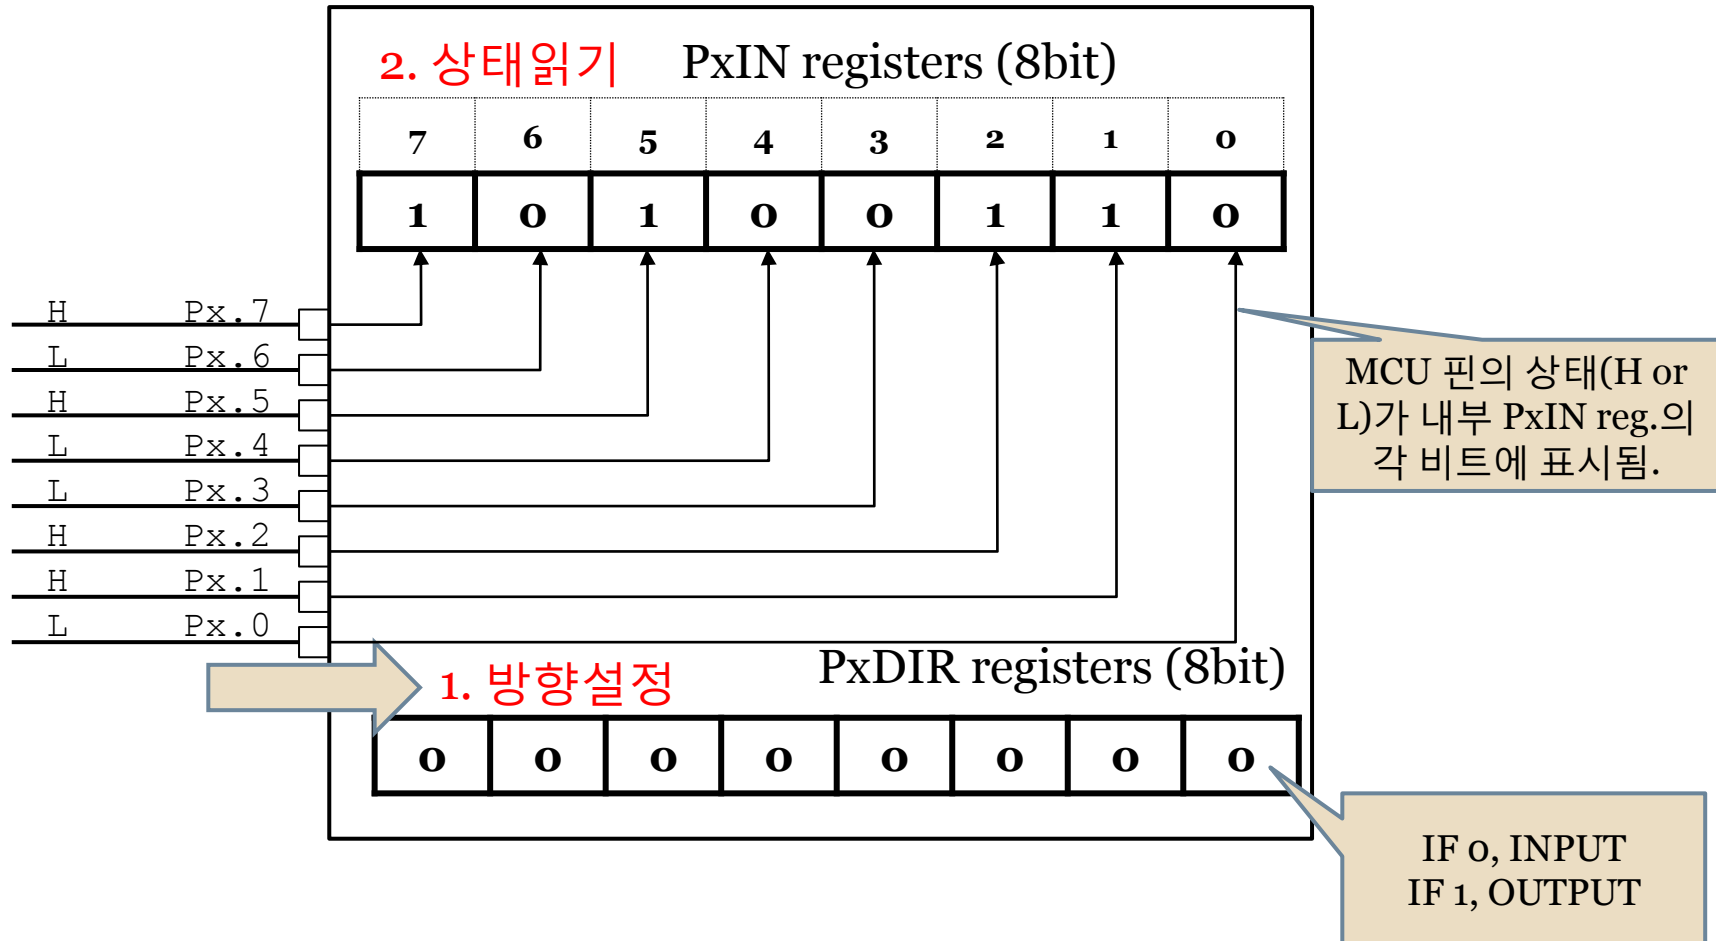 2. 상태읽기 PxIN registers (8bit)
7 6 5 4 3 2 1 0
1 0 1 0 0 1 1 0
H Px.7
L Px.6
H Px.5
L Px.4
L Px.3
H Px.2
H Px.1
L Px.0
MCU 핀의 상태(H or
L)가 내부 PxIN reg.의
각 비트에 표시됨.
1. 방향설정 PxDIR registers (8bit)
0 0 0 0 0 0 0 0
IF 0, INPUT
IF 1, OUTPUT